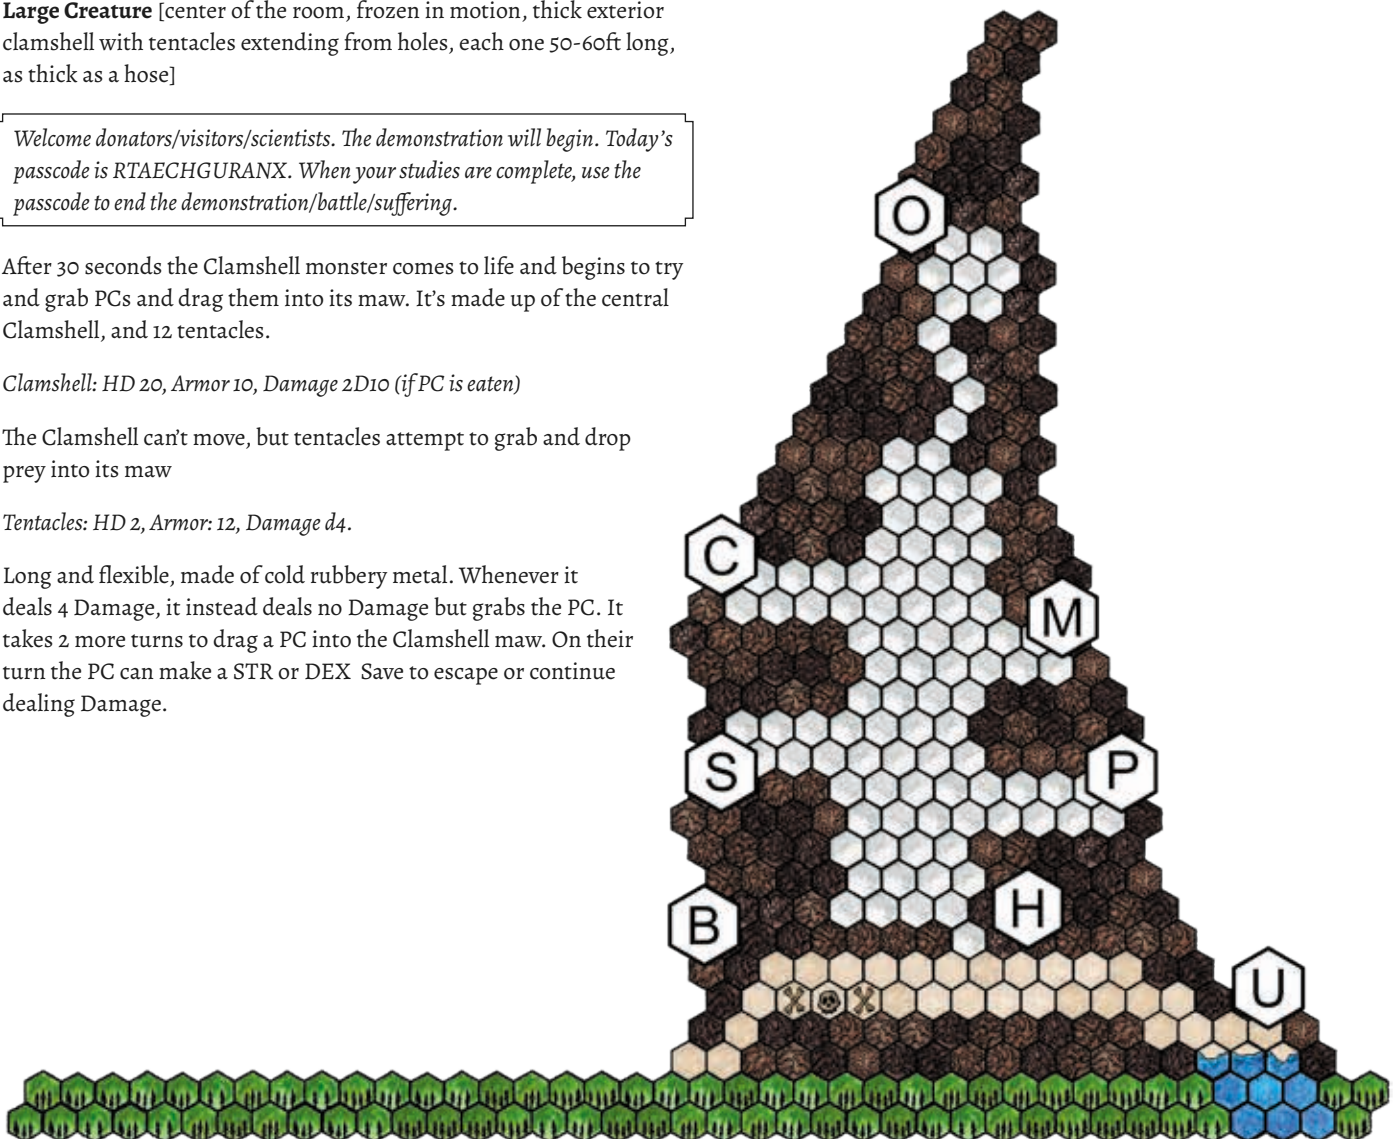 Large Creature [center of the room, frozen in motion, thick exterior
clamshell with tentacles extending from holes, each one 50-60ft long,
as thick as a hose]
Welcome donators/visitors/scientists. The demonstration will begin. Today's
passcode is RTAECHGURANX. When your studies are complete, use the
passcode to end the demonstration/battle/suffering.
After 30 seconds the Clamshell monster comes to life and begins to try
and grab PCs and drag them into its maw. It's made up of the central
Clamshell, and 12 tentacles.
Clamshell: HD 20, Armor 10, Damage 2D10 (if PC is eaten)
The Clamshell can't move, but tentacles attempt to grab and drop
prey into its maw
Tentacles: HD 2, Armor: 12, Damage d4.
Long and flexible, made of cold rubbery metal. Whenever it
deals 4 Damage, it instead deals no Damage but grabs the PC. It
takes 2 more turns to drag a PC into the Clamshell maw. On their
turn the PC can make a STR or DEX Save to escape or continue
dealing Damage.
O
C
M
S
P
B
H
U